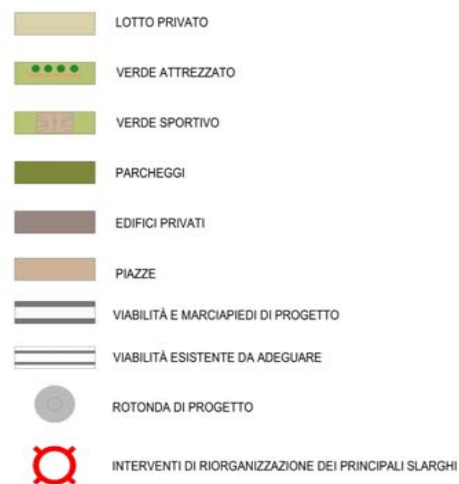 LOTTO PRIVATO
VERDE ATTREZZATO
VERDE SPORTIVO
PARCHEGGI
EDIFICI PRIVATI
PIAZZE
VIABILITÀ E MARCIAPIEDI DI PROGETTO
VIABILITÀ ESISTENTE DA ADEGUARE
ROTONDA DI PROGETTO
INTERVENTI DI RIORGANIZZAZIONE DEI PRINCIPALI SLARGHI